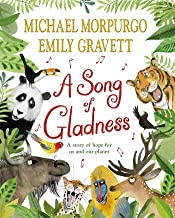 MICHAEL MORPURGO
EMILY GRAVETT
A Song
of
Gladness
A story of hope for
us and our planet